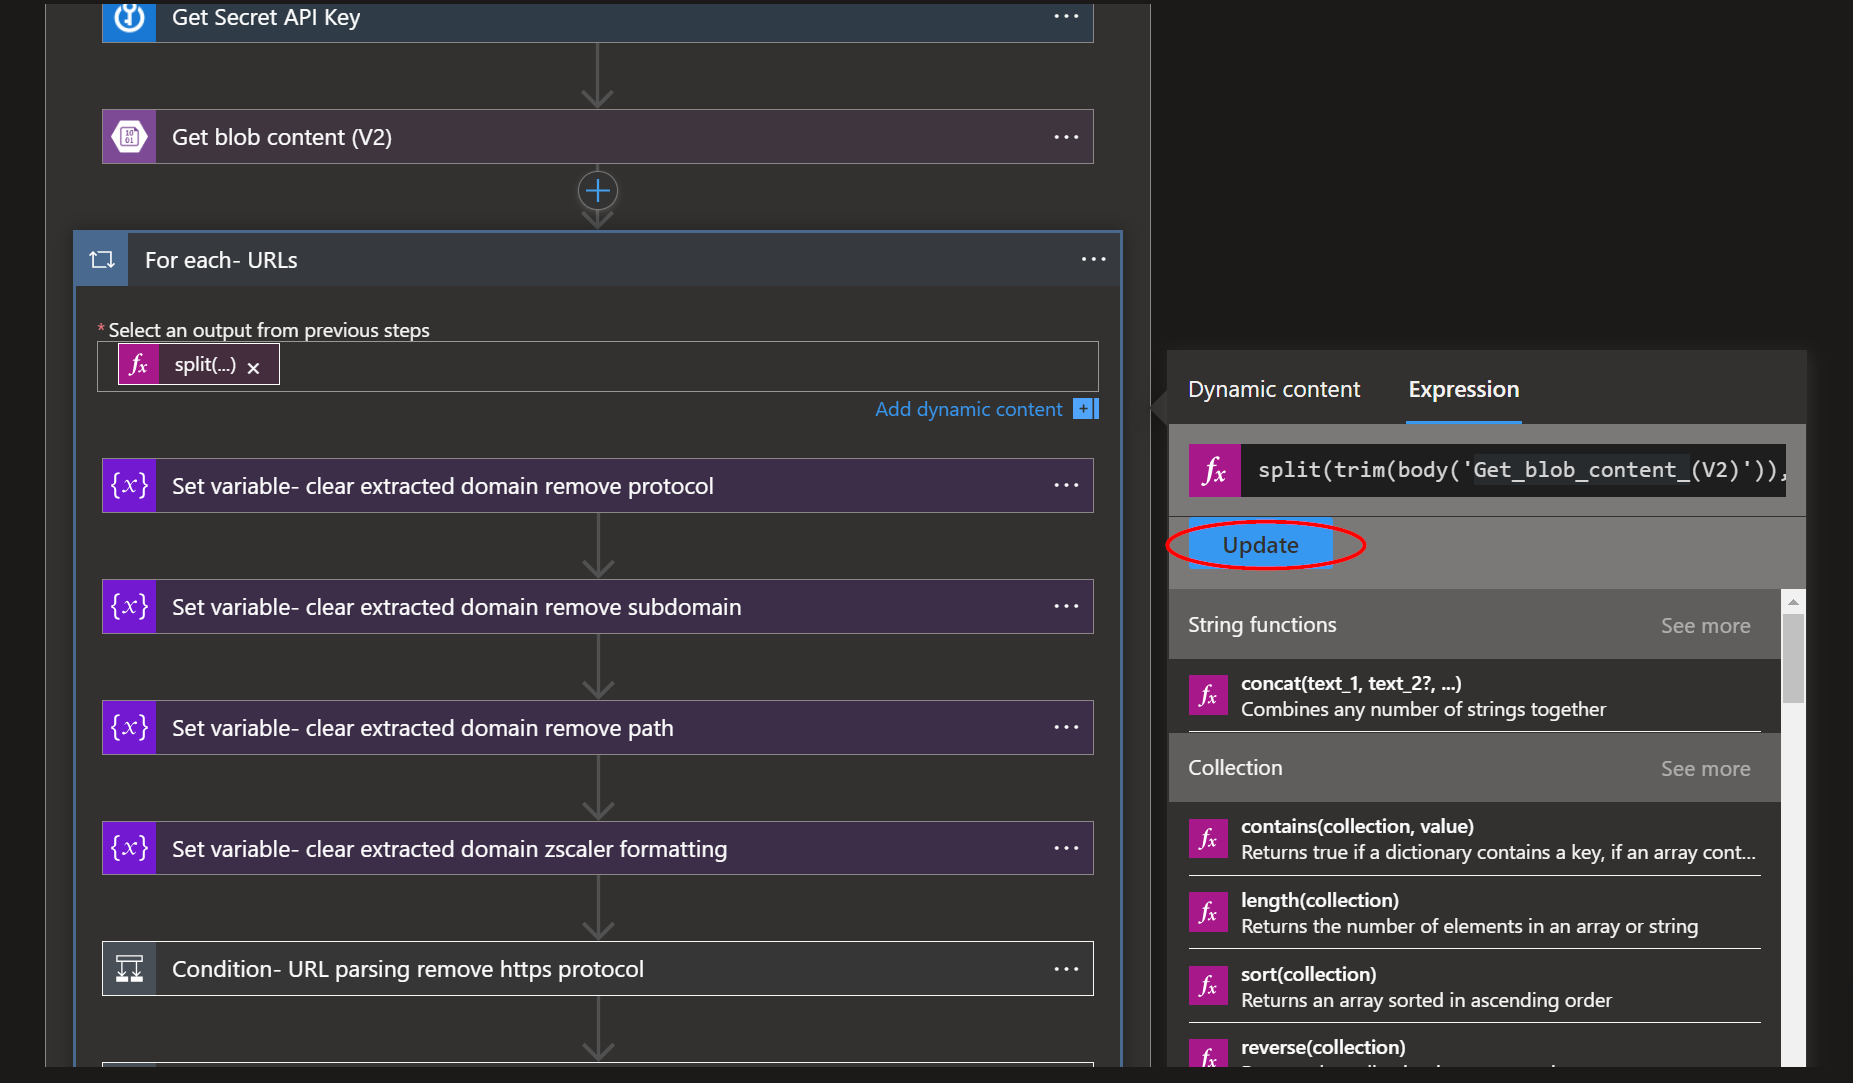 Get Secret API Key
Get blob content (V2)
For each- URLs
* Select an output from previous steps
fx split(...) ×
Add dynamic content
{x} Set variable- clear extracted domain remove protocol
{x} Set variable- clear extracted domain remove subdomain
{x} Set variable- clear extracted domain remove path
{x} Set variable- clear extracted domain zscaler formatting
Condition- URL parsing remove https protocol
Dynamic content Expression
fx split(trim(body('Get_blob_content_(V2)')),
Update
String functions See more
fx concat(text_1, text_2?, ...)
Combines any number of strings together
Collection See more
fx contains(collection, value)
Returns true if a dictionary contains a key, if an array cont...
fx length(collection)
Returns the number of elements in an array or string
fx sort(collection)
Returns an array sorted in ascending order
fx reverse(collection)